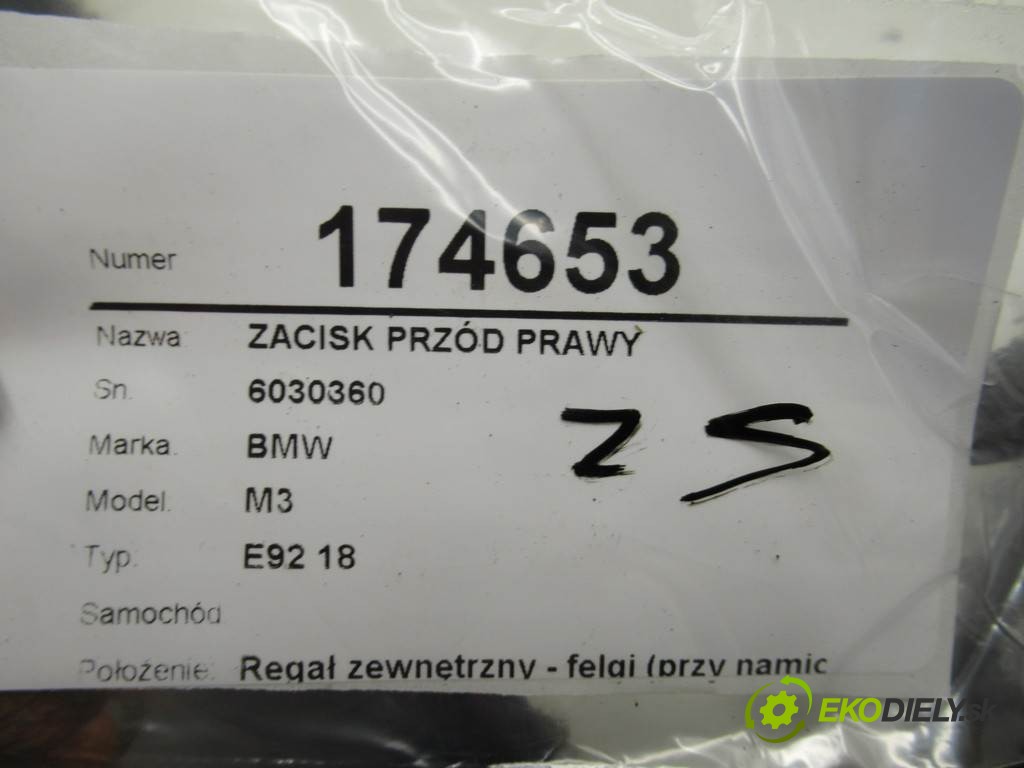 Numer 174653
Nazwa ZACISK PRZÓD PRAWY
Sn. 6030360
Marka. BMW
Model. M3
Typ. E92 18
Samochód
Położenie: Regał zewnętrzny - felgi (przy namic
ZS
EKODIELY.sk